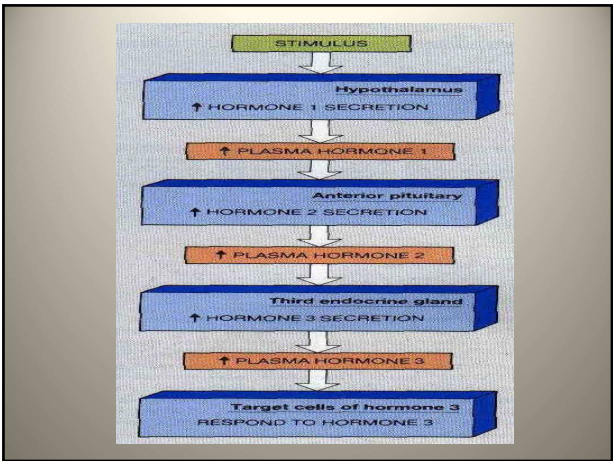 STIMULUS
Hypothalamus
↑ HORMONE 1 SECRETION
↑ PLASMA HORMONE 1
Anterior pituitary
↑ HORMONE 2 SECRETION
↑ PLASMA HORMONE 2
Third endocrine gland
↑ HORMONE 3 SECRETION
↑ PLASMA HORMONE 3
Target cells of hormone 3
RESPOND TO HORMONE 3